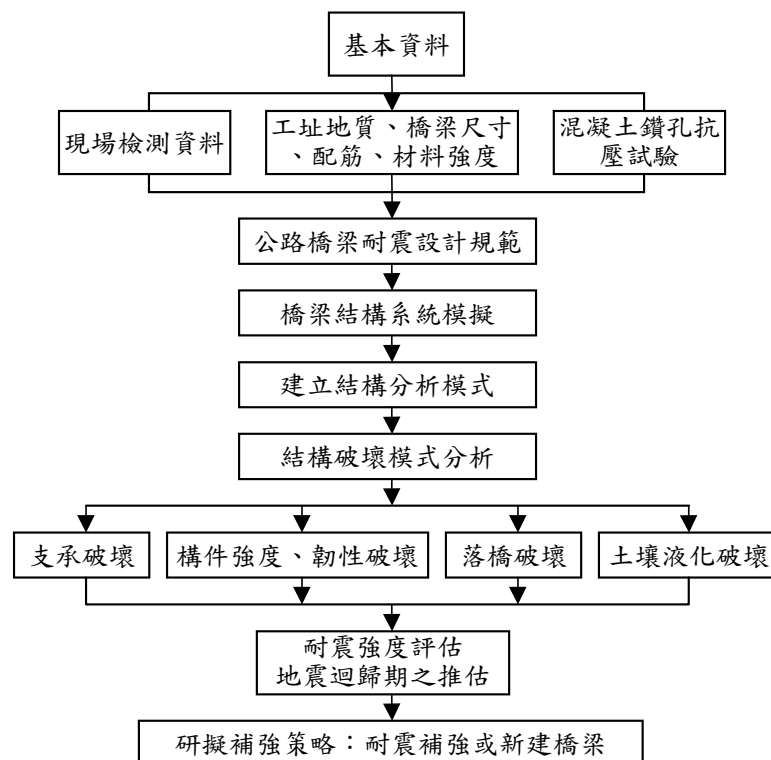 基本資料
現場檢測資料
工址地質、橋梁尺寸
、配筋、材料強度
混凝土鑽孔抗
壓試驗
公路橋梁耐震設計規範
橋梁結構系統模擬
建立結構分析模式
結構破壞模式分析
支承破壞
構件強度、韌性破壞
落橋破壞
土壤液化破壞
耐震強度評估
地震迴歸期之推估
研擬補強策略：耐震補強或新建橋梁